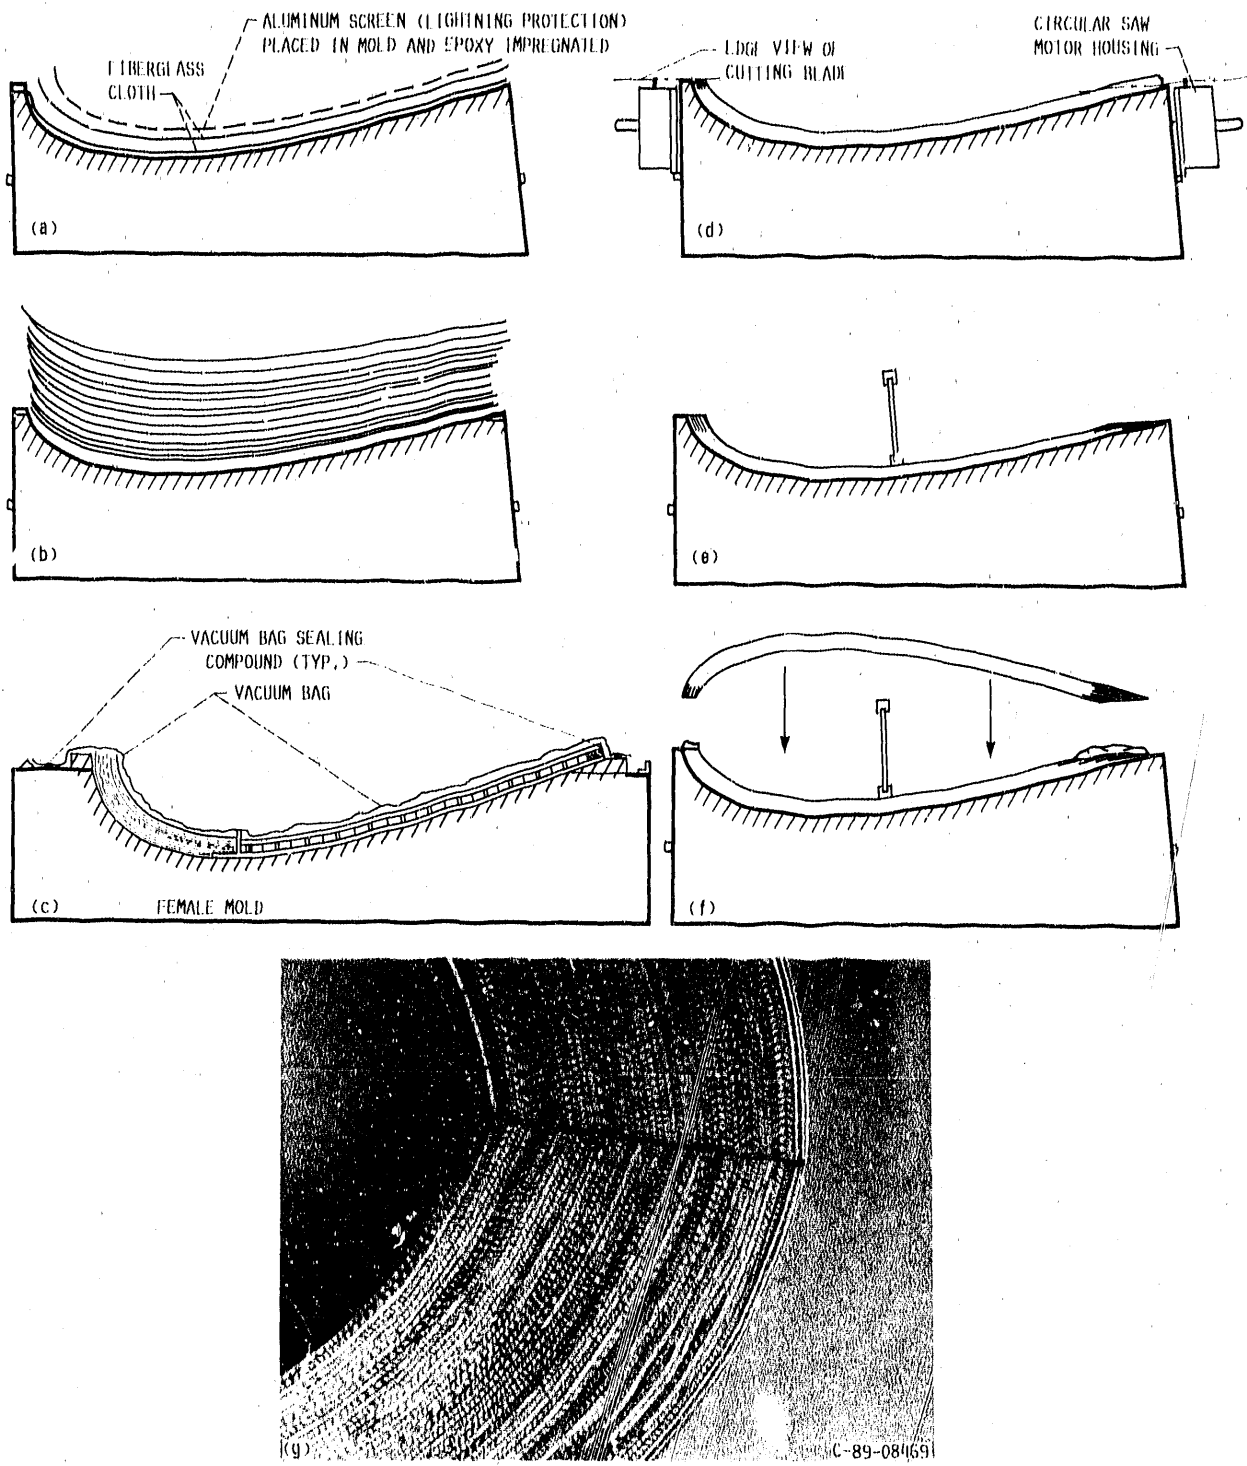 ALUMINUM SCREEN (LIGHTNING PROTECTION)
PLACED IN MOLD AND EPOXY IMPREGNATED
FIBERGLASS
CLOTH
(a)
EDGE VIEW OF
CUTTING BLADE
CIRCULAR SAW
MOTOR HOUSING
(d)
(b)
(e)
VACUUM BAG SEALING
COMPOUND (TYP.)
VACUUM BAG
(c)
FEMALE MOLD
(f)
(g)
C-89-08469